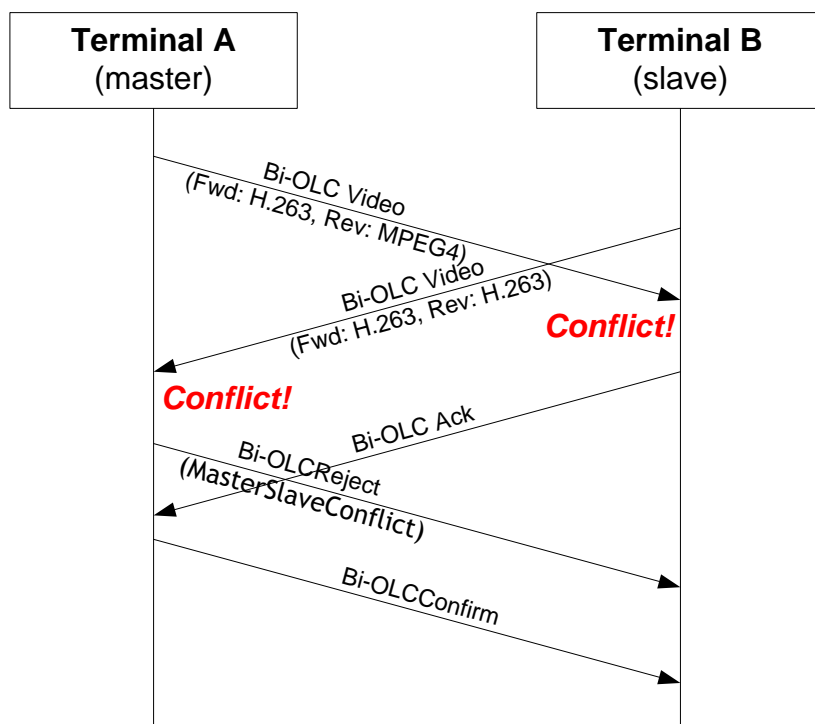 Terminal A
(master)
Terminal B
(slave)
Bi-OLC Video
(Fwd: H.263, Rev: MPEG4)
Bi-OLC Video
(Fwd: H.263, Rev: H.263)
Conflict!
Conflict!
Bi-OLC Ack
Bi-OLCReject
(MasterSlaveConflict)
Bi-OLCConfirm